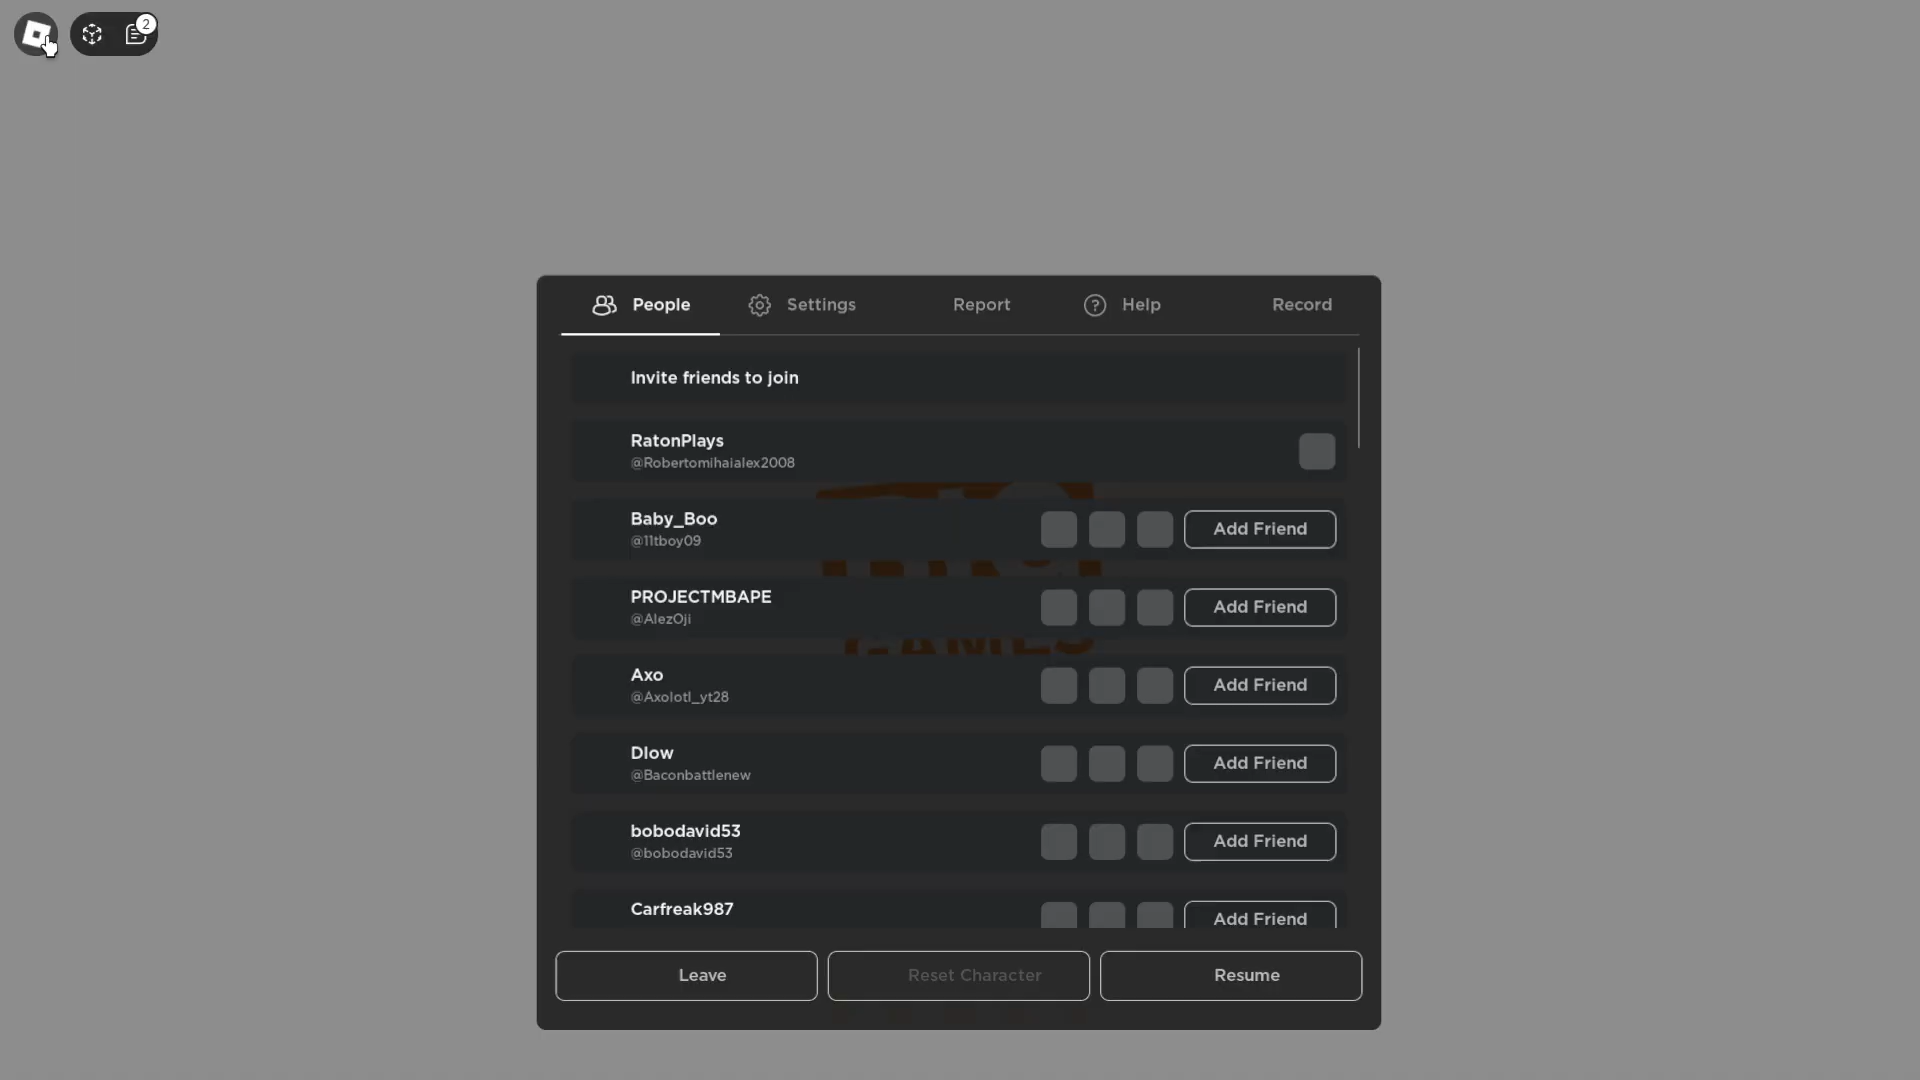 2
People
Settings
Report
Help
Record
Invite friends to join
RatonPlays
@Robertomihaialex2008
Baby_Boo
@11tboy09
Add Friend
PROJECTMBAPE
@AlezOji
Add Friend
GAMES
Axo
@Axolotl_yt28
Add Friend
Dlow
@Baconbattlenew
Add Friend
bobodavid53
@bobodavid53
Add Friend
Carfreak987
Add Friend
Leave
Reset Character
Resume